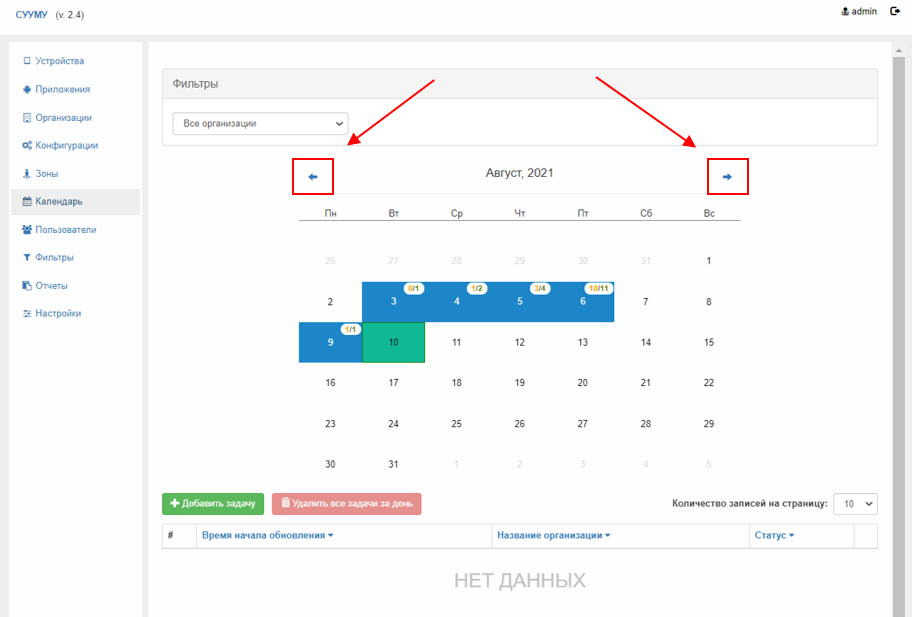 СУУМУ (v. 2.4) admin
Устройства
Приложения
Организации
Конфигурации
Зоны
Календарь
Пользователи
Фильтры
Отчеты
Настройки
Фильтры
Все организации
Август, 2021
Пн Вт Ср Чт Пт Сб Вс
26 27 28 29 30 31 1
0/1 1/2 3/4 10/11
2 3 4 5 6 7 8
1/1
9 10 11 12 13 14 15
16 17 18 19 20 21 22
23 24 25 26 27 28 29
30 31 1 2 3 4 5
Добавить задачу Удалить все задачи за день Количество записей на страницу: 10
# Время начала обновления Название организации Статус
НЕТ ДАННЫХ